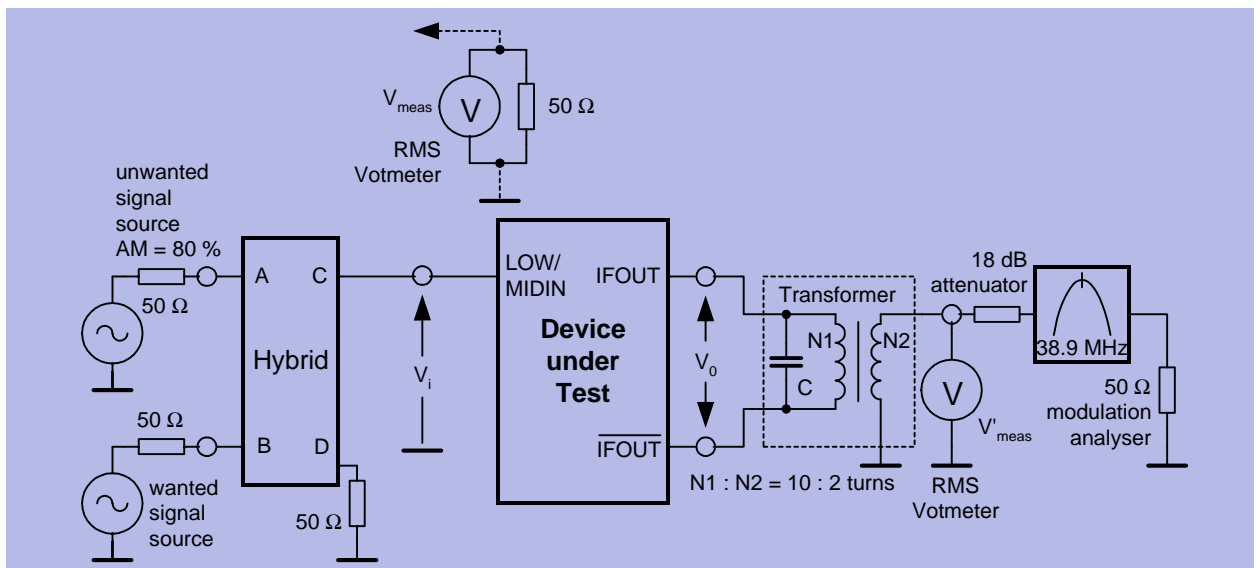 V meas
V
50 Ω
RMS
Votmeter
unwanted
signal
source
AM = 80 %
50 Ω
A
C
Hybrid
B
D
50 Ω
wanted
signal
source
50 Ω
Vi
LOW/
MIDIN
IFOUT
Device
under
Test
IFOUT
V0
Transformer
N1
N2
C
N1 : N2 = 10 : 2 turns
18 dB
attenuator
38.9 MHz
V
V'meas
RMS
Votmeter
50 Ω
modulation
analyser